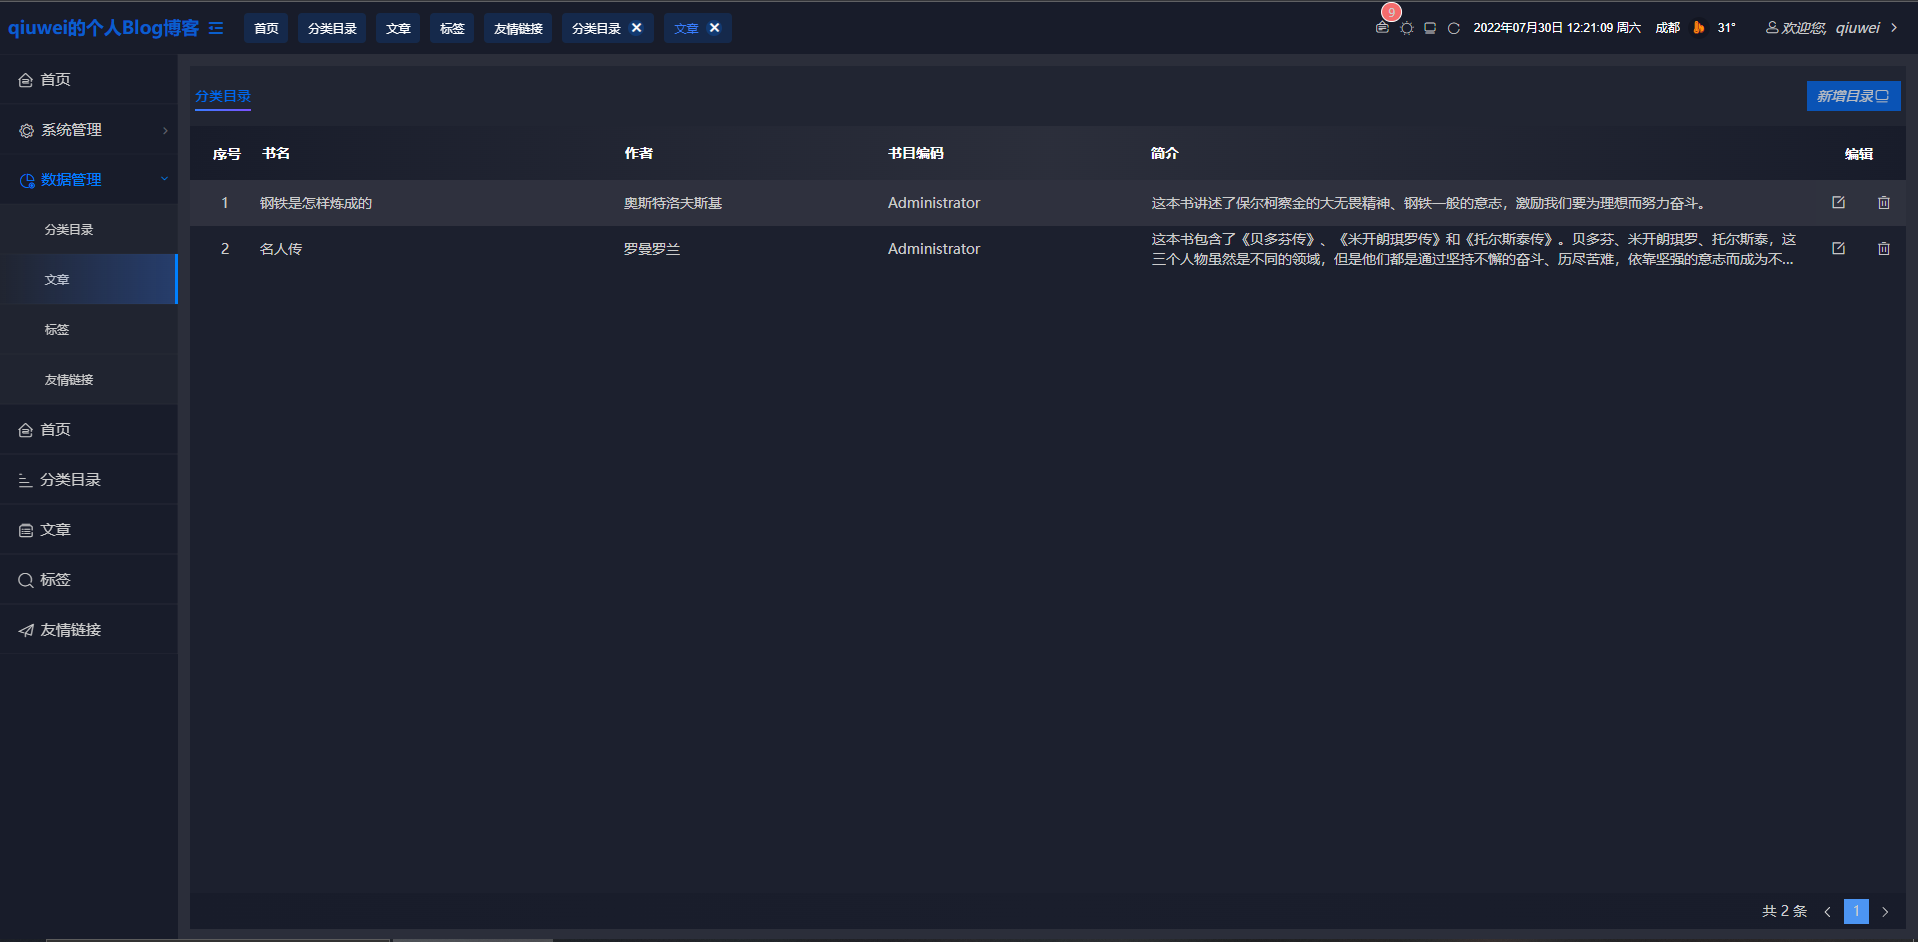 qiuwei的个人Blog博客
首页 分类目录 文章 标签 友情链接 分类目录 文章
9
2022年07月30日 12:21:09 周六 成都 31° 欢迎您, qiuwei
首页
系统管理
数据管理
分类目录
文章
标签
友情链接
首页
分类目录
文章
标签
友情链接
分类目录
新增目录
序号 书名 作者 书目编码 简介 编辑
1 钢铁是怎样炼成的 奥斯特洛夫斯基 Administrator 这本书讲述了保尔柯察金的大无畏精神、钢铁一般的意志，激励我们要为理想而努力奋斗。
2 名人传 罗曼罗兰 Administrator 这本书包含了《贝多芬传》、《米开朗琪罗传》和《托尔斯泰传》。贝多芬、米开朗琪罗、托尔斯泰，这
三个人物虽然是不同的领域，但是他们都是通过坚持不懈的奋斗、历尽苦难，依靠坚强的意志而成为不...
共 2 条 1